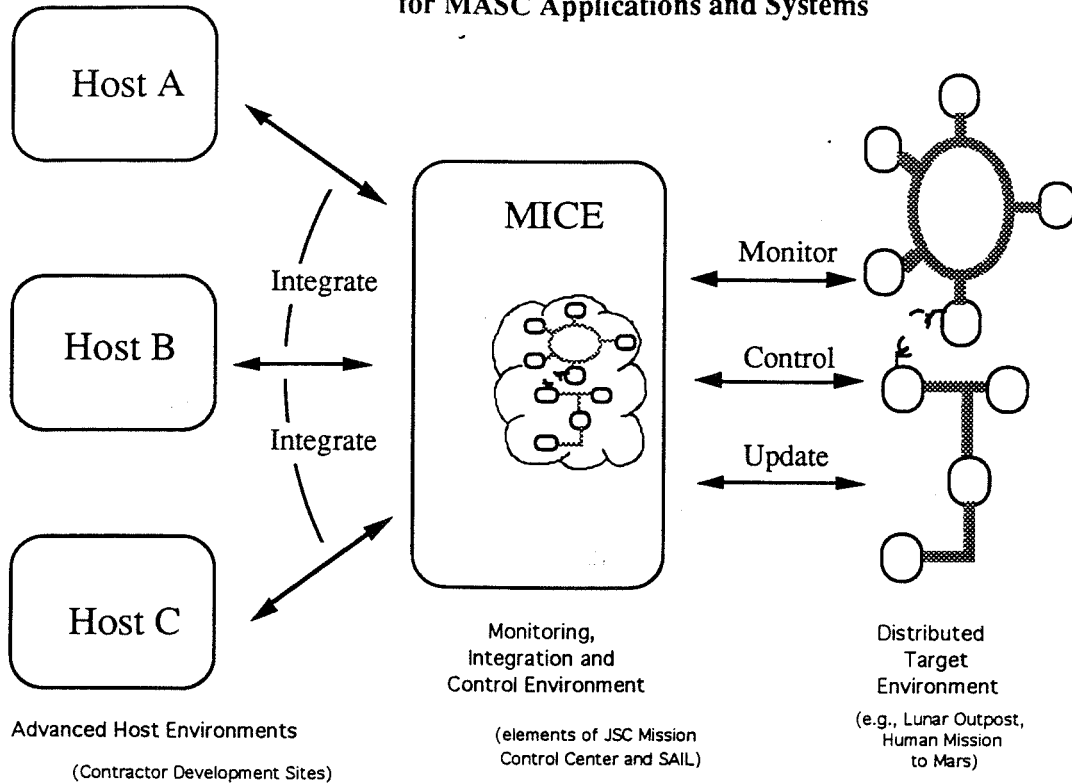 for MASC Applications and Systems
Host A
MICE
Monitor
Integrate
Host B
Control
Integrate
Update
Host C
Monitoring,
Integration and
Control Environment
Distributed
Target
Environment
Advanced Host Environments
(elements of JSC Mission
Control Center and SAIL)
(e.g., Lunar Outpost,
Human Mission
to Mars)
(Contractor Development Sites)